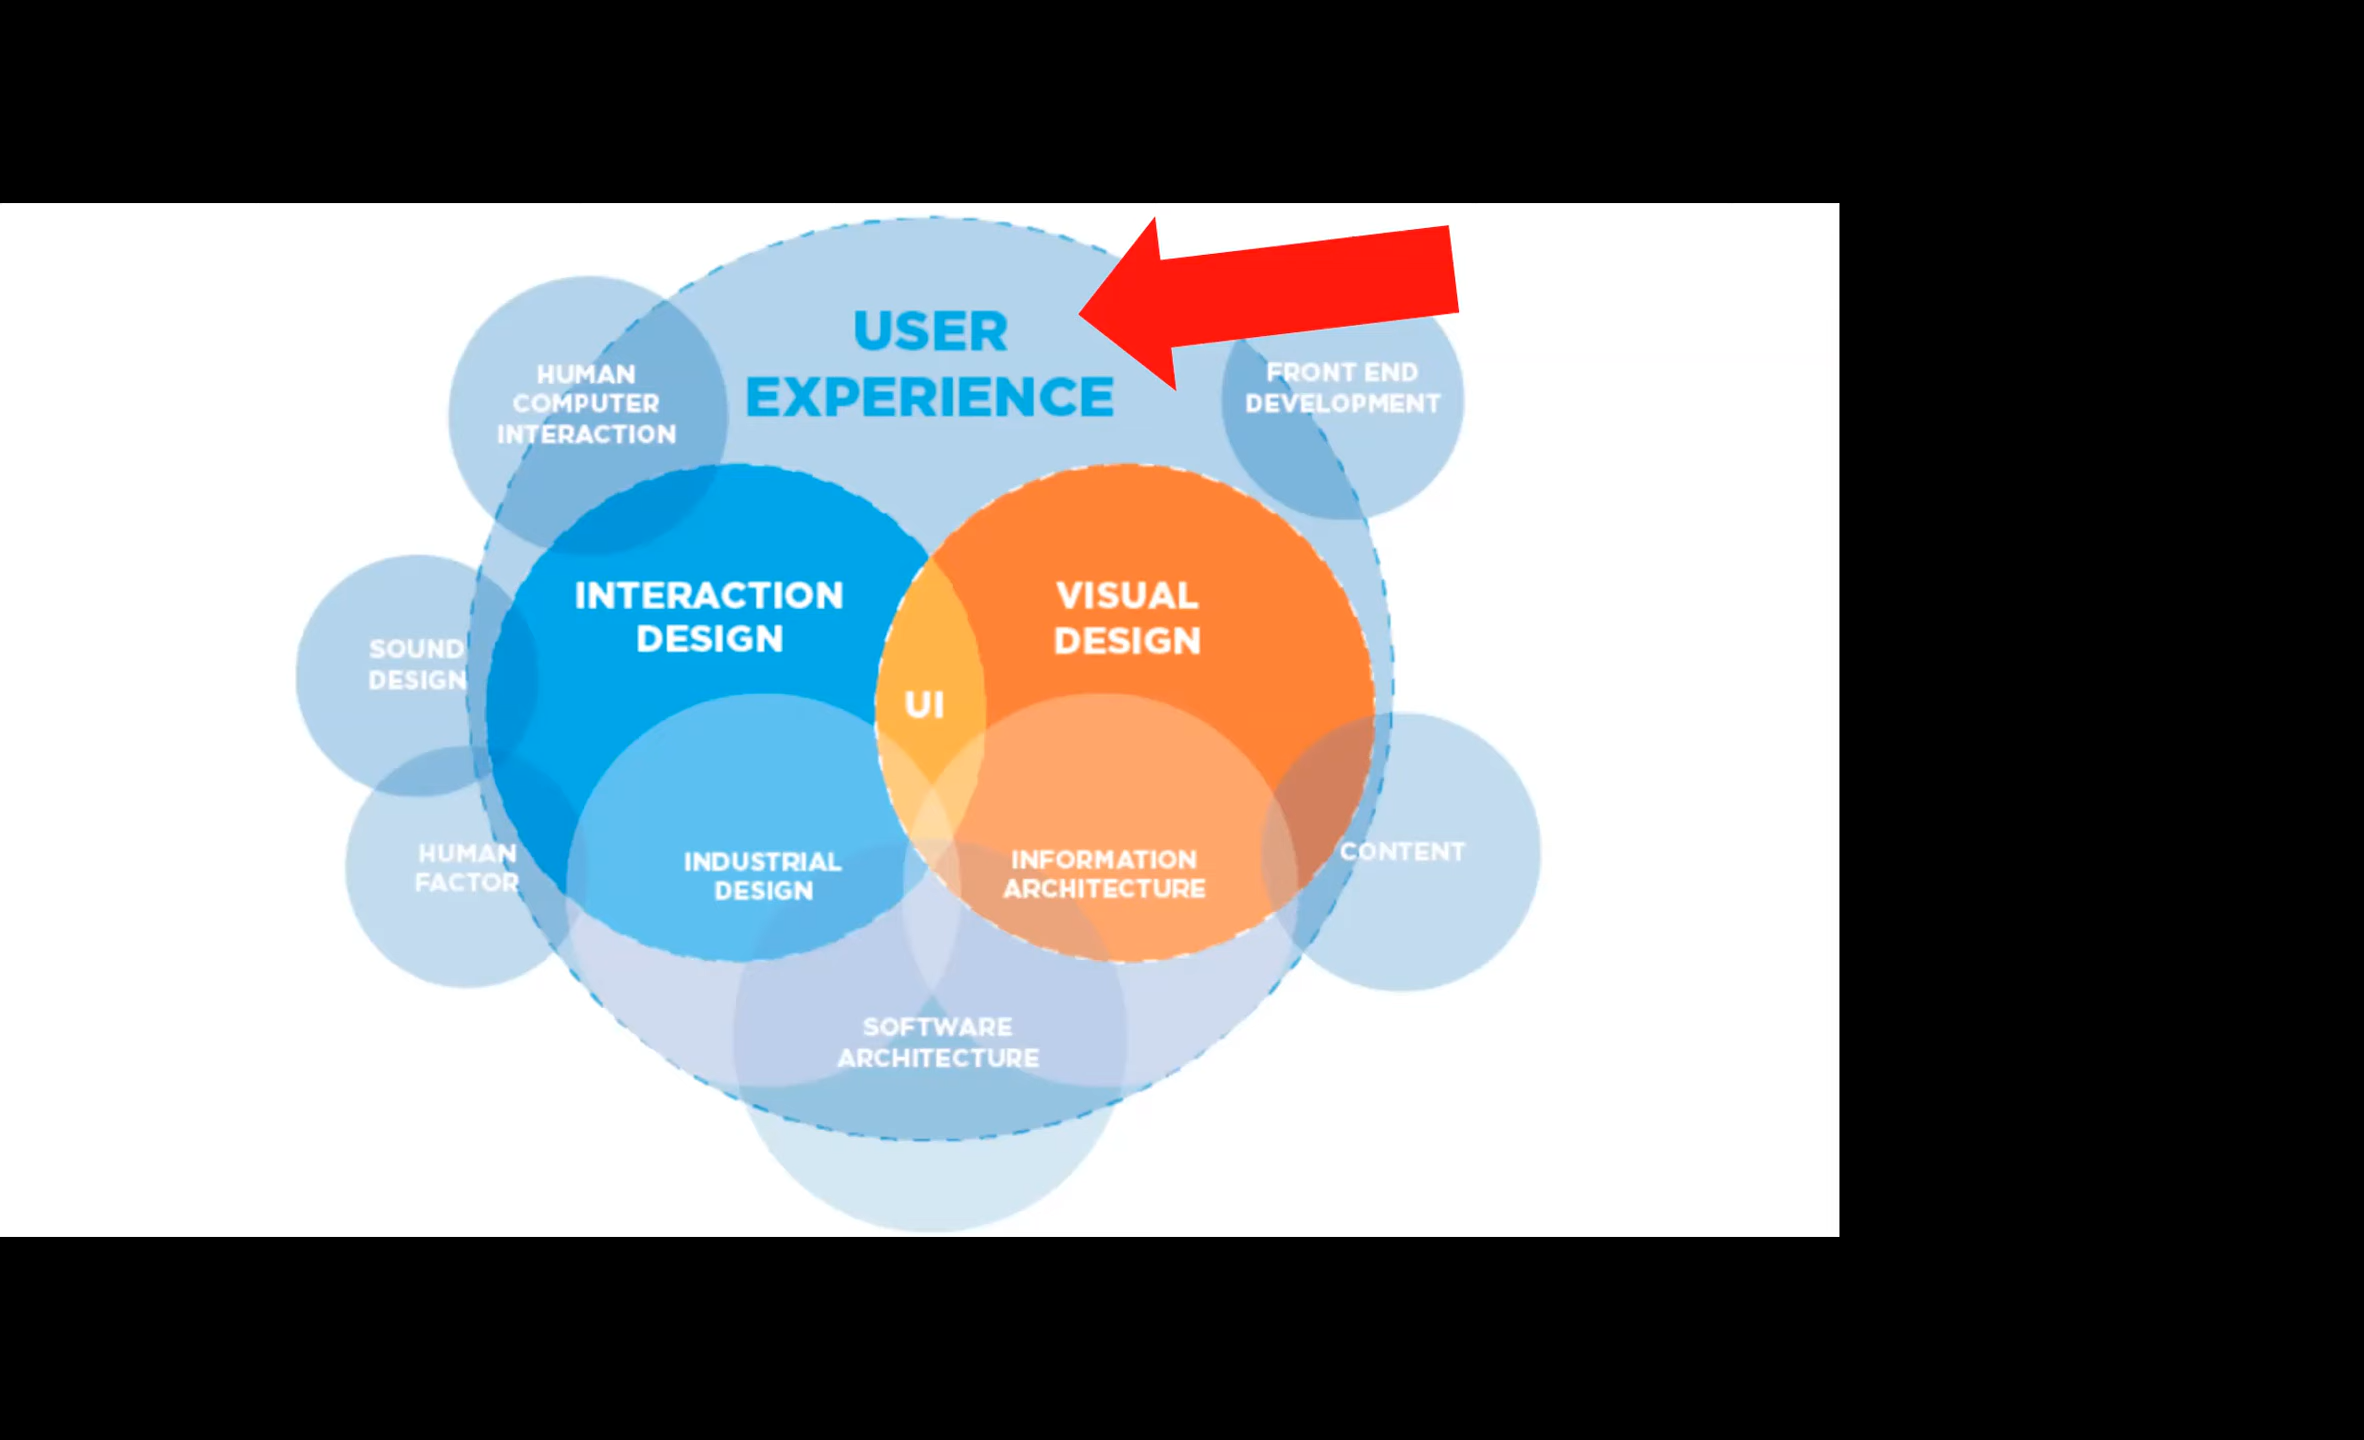 USER
EXPERIENCE
HUMAN
COMPUTER
INTERACTION
FRONT END
DEVELOPMENT
INTERACTION
DESIGN
VISUAL
DESIGN
SOUND
DESIGN
UI
HUMAN
FACTOR
INDUSTRIAL
DESIGN
INFORMATION
ARCHITECTURE
CONTENT
SOFTWARE
ARCHITECTURE